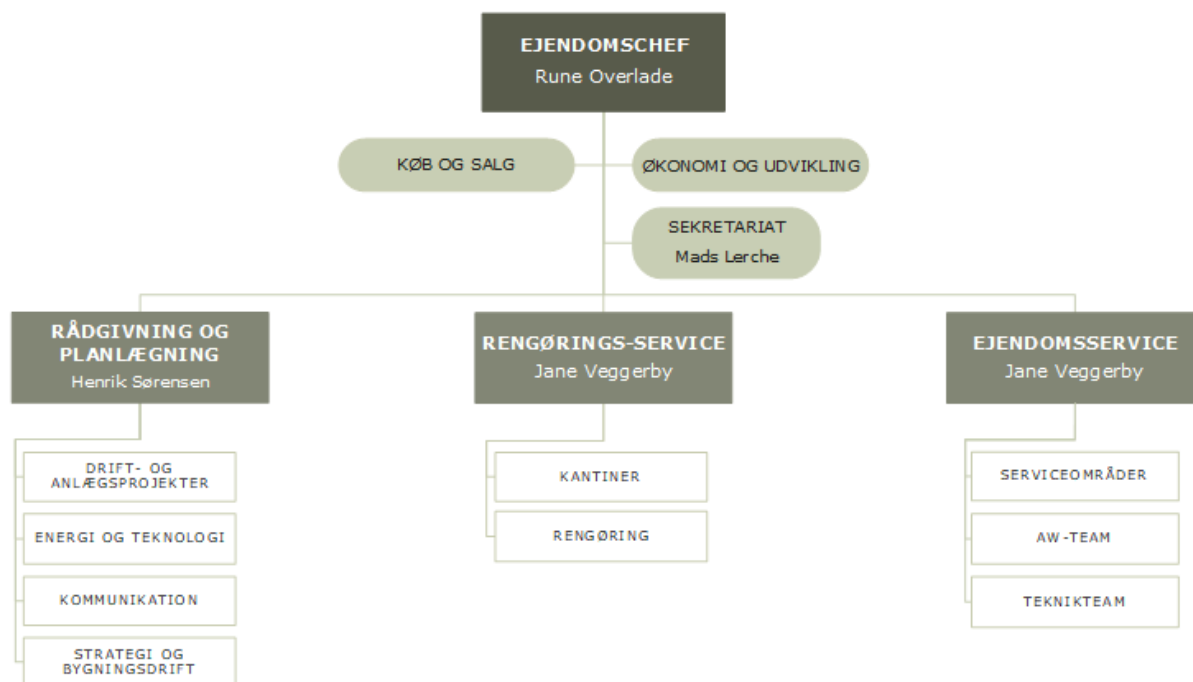 EJENDOMSCHEF
Rune Overlade
KØB OG SALG
ØKONOMI OG UDVIKLING
SEKRETARIAT
Mads Lerche
RÅDGIVNING OG
PLANLÆGNING
Henrik Sørensen
RENGØRINGS-SERVICE
Jane Veggerby
EJENDOMSSERVICE
Jane Veggerby
DRIFT- OG
ANLÆGSPROJEKTER
ENERGI OG TEKNOLOGI
KOMMUNIKATION
STRATEGI OG
BYGNINGSDRIFT
KANTINER
RENGØRING
SERVICEOMRÅDER
AW-TEAM
TEKNIKTEAM